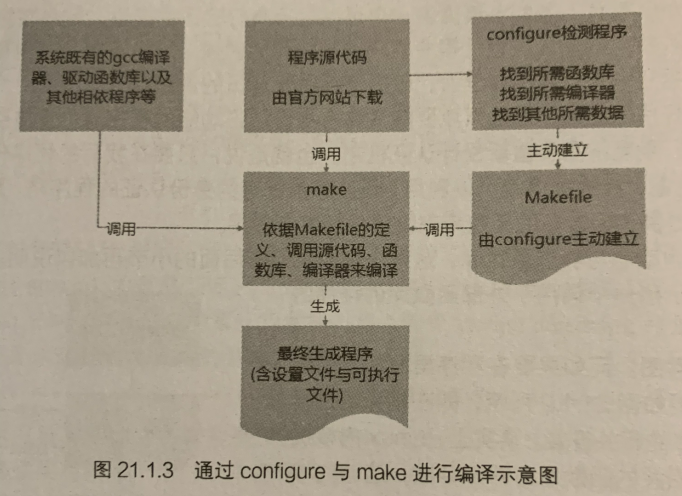 系统既有的gcc编译
器、驱动函数库以及
其他相依程序等
程序源代码
由官方网站下载
configure检测程序
找到所需函数库
找到所需编译器
找到其他所需数据
调用
主动建立
make
依据Makefile的定
义、调用源代码、函
数库、编译器来编译
Makefile
由configure主动建立
调用
调用
生成
最终生成程序
(含设置文件与可执行
文件)
图 21.1.3 通过 configure 与 make 进行编译示意图